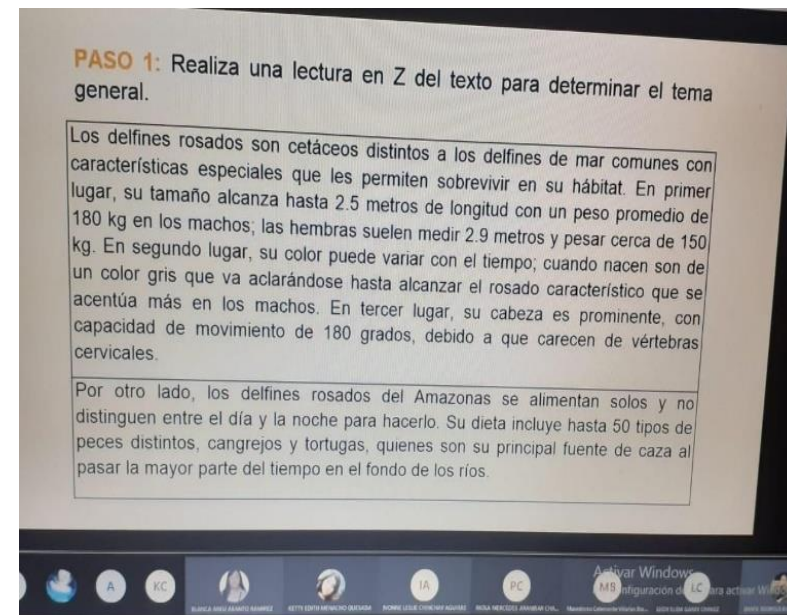 PASO 1: Realiza una lectura en Z del texto para determinar el tema
general.
Los delfines rosados son cetáceos distintos a los delfines de mar comunes con
características especiales que les permiten sobrevivir en su hábitat. En primer
lugar, su tamaño alcanza hasta 2.5 metros de longitud con un peso promedio de
180 kg en los machos; las hembras suelen medir 2.9 metros y pesar cerca de 150
kg. En segundo lugar, su color puede variar con el tiempo; cuando nacen son de
un color gris que va aclarándose hasta alcanzar el rosado característico que se
acentúa más en los machos. En tercer lugar, su cabeza es prominente, con
capacidad de movimiento de 180 grados, debido a que carecen de vértebras
cervicales.
Por otro lado, los delfines rosados del Amazonas se alimentan solos y no
distinguen entre el día y la noche para hacerlo. Su dieta incluye hasta 50 tipos de
peces distintos, cangrejos y tortugas, quienes son su principal fuente de caza al
pasar la mayor parte del tiempo en el fondo de los ríos.
Activar Windows
A KC IA PC MB LC ara activar